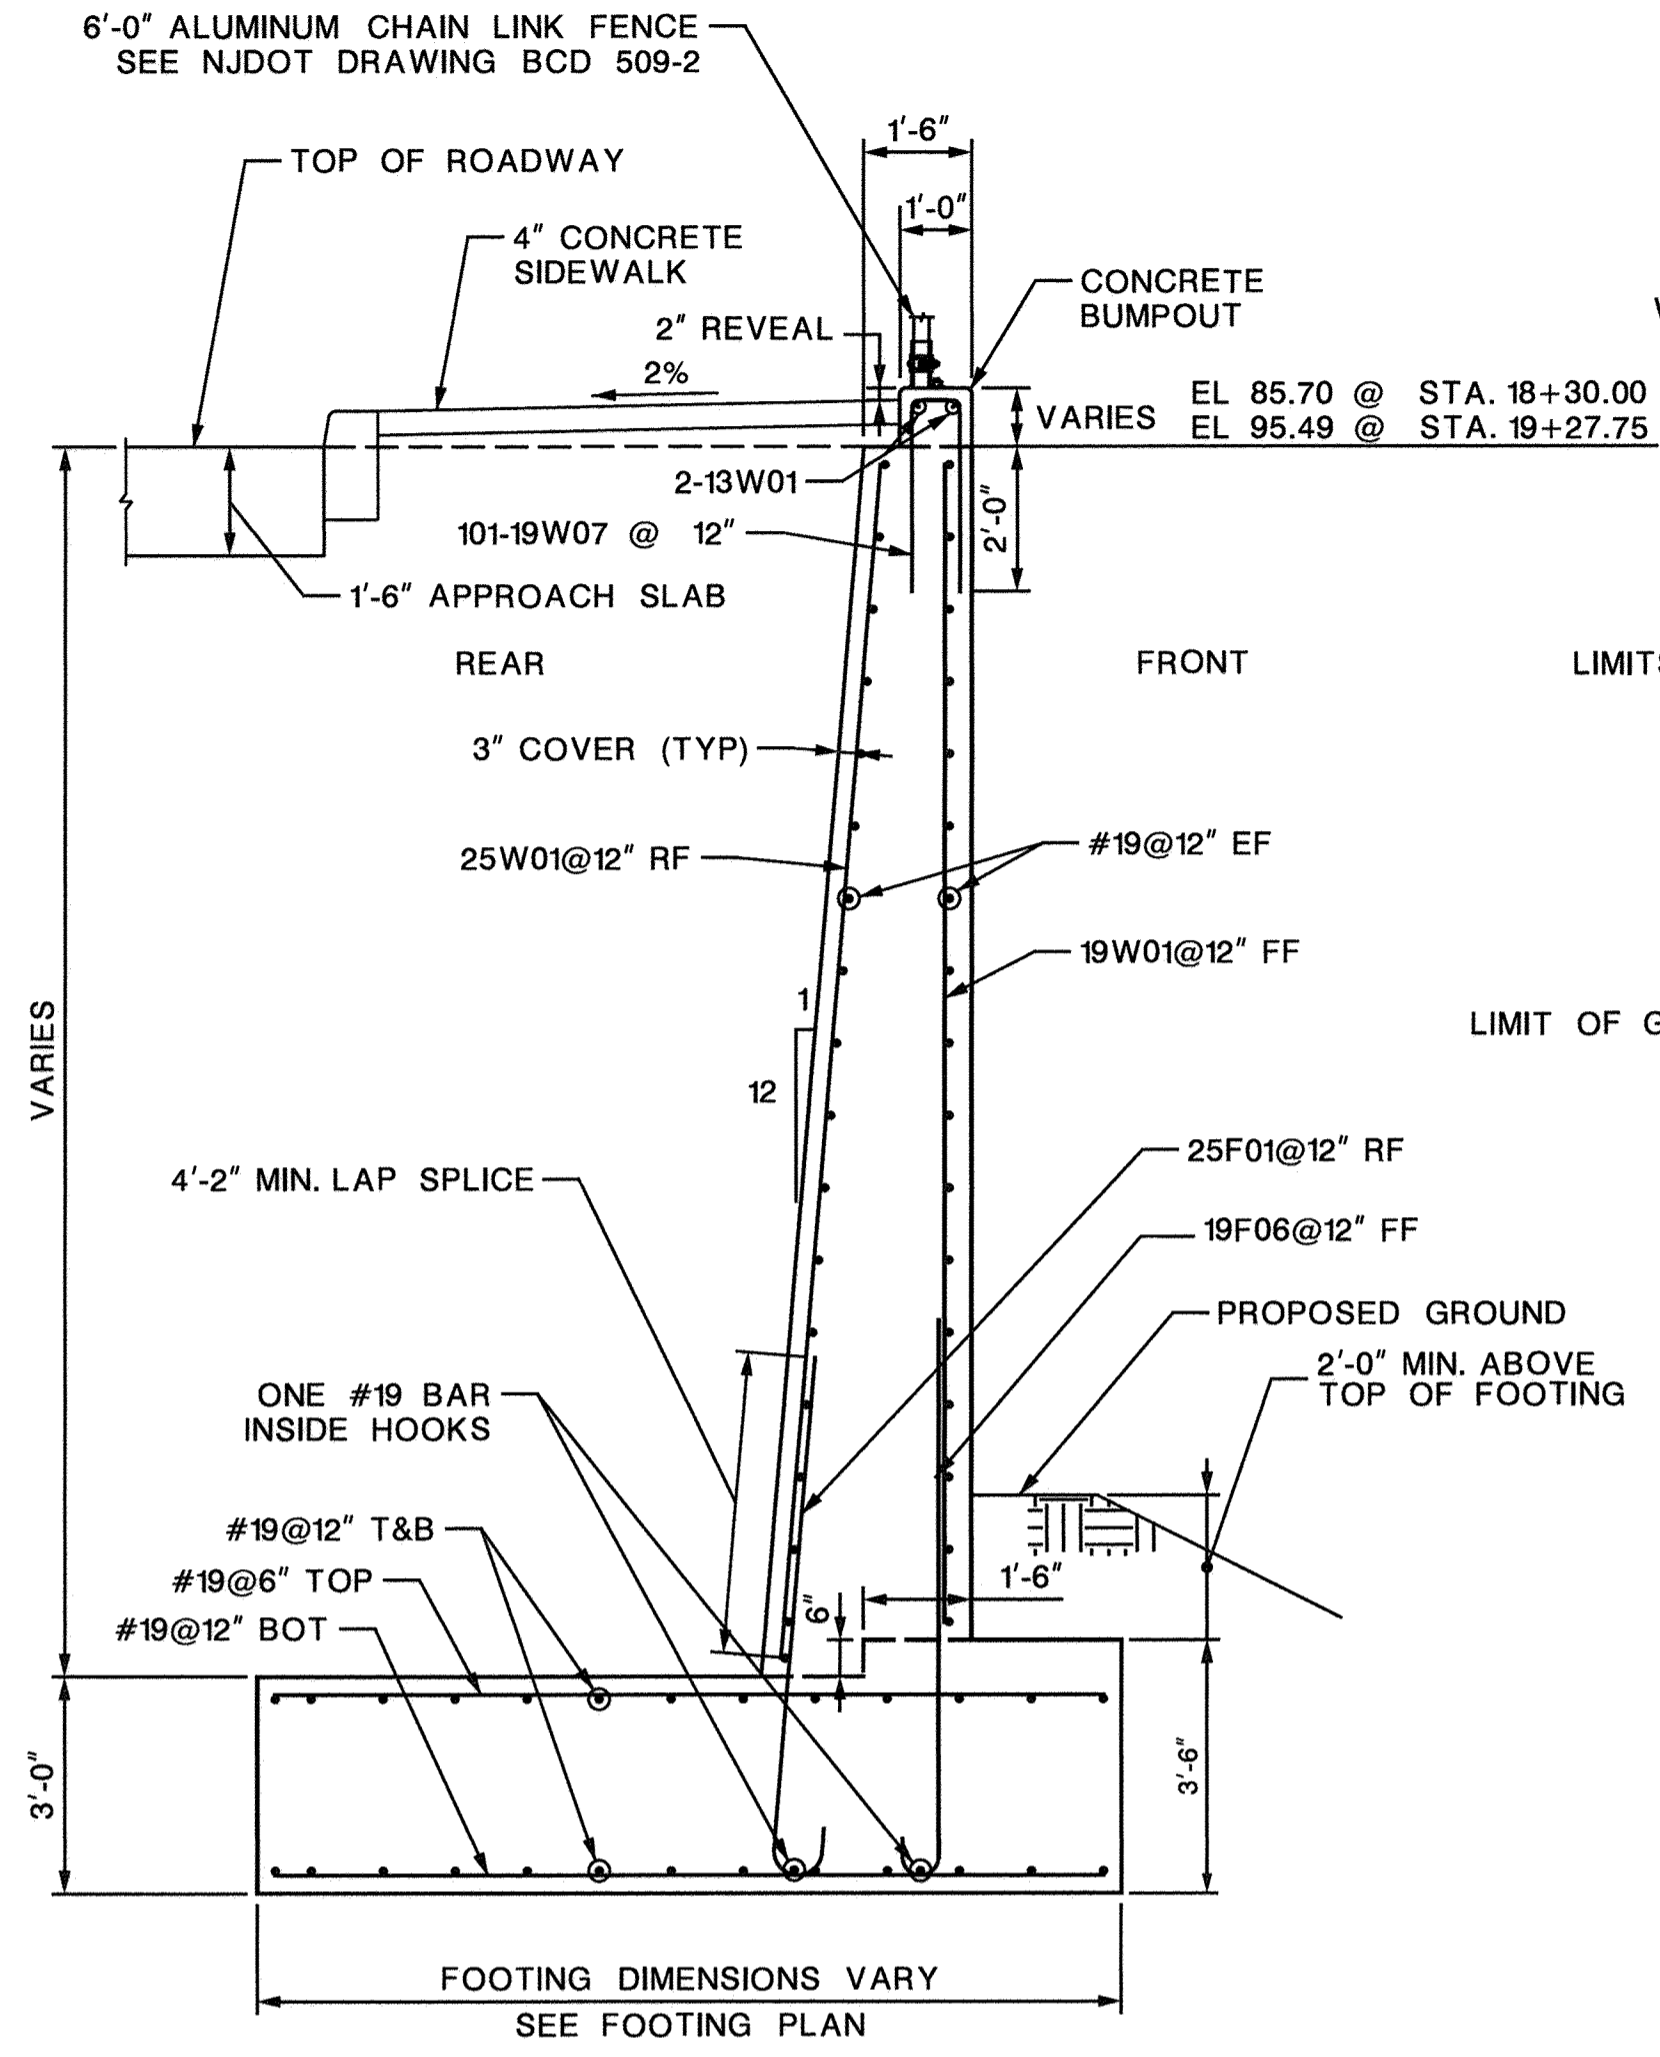 6'-0" ALUMINUM CHAIN LINK FENCE
SEE NJDOT DRAWING BCD 509-2
1'-6"
TOP OF ROADWAY
1'-0"
4" CONCRETE
SIDEWALK
CONCRETE
BUMPOUT
2" REVEAL
2%
VARIES
EL 85.70 @ STA. 18+30.00
EL 95.49 @ STA. 19+27.75
2-13W01
2'-0"
101-19W07 @ 12"
1'-6" APPROACH SLAB
REAR
FRONT
3" COVER (TYP)
25W01@12" RF
#19@12" EF
19W01@12" FF
1
12
LIMIT OF
VARIES
4'-2" MIN. LAP SPLICE
25F01@12" RF
19F06@12" FF
PROPOSED GROUND
2'-0" MIN. ABOVE
TOP OF FOOTING
ONE #19 BAR
INSIDE HOOKS
#19@12" T&B
#19@6" TOP
#19@12" BOT
6"
1'-6"
3'-0"
3'-6"
FOOTING DIMENSIONS VARY
SEE FOOTING PLAN